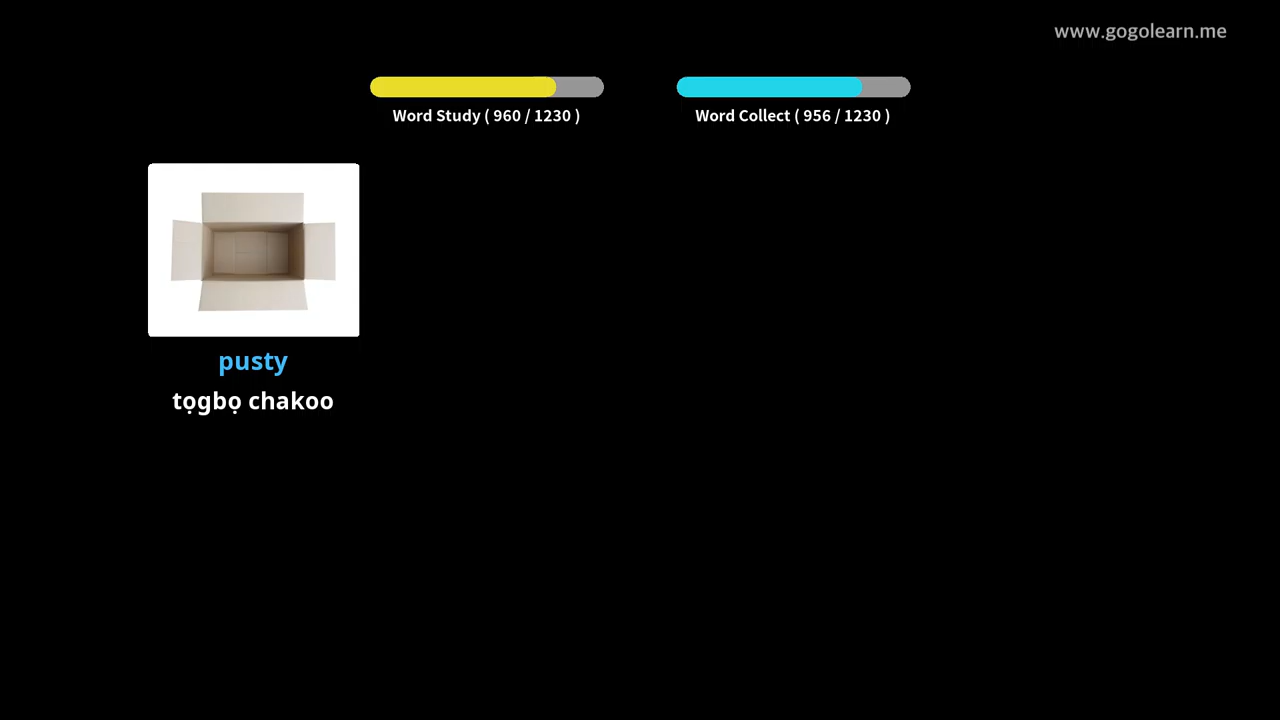 www.gogolearn.me
Word Study ( 960 / 1230 )
Word Collect ( 956 / 1230 )
pusty
tọgbọ chakoo